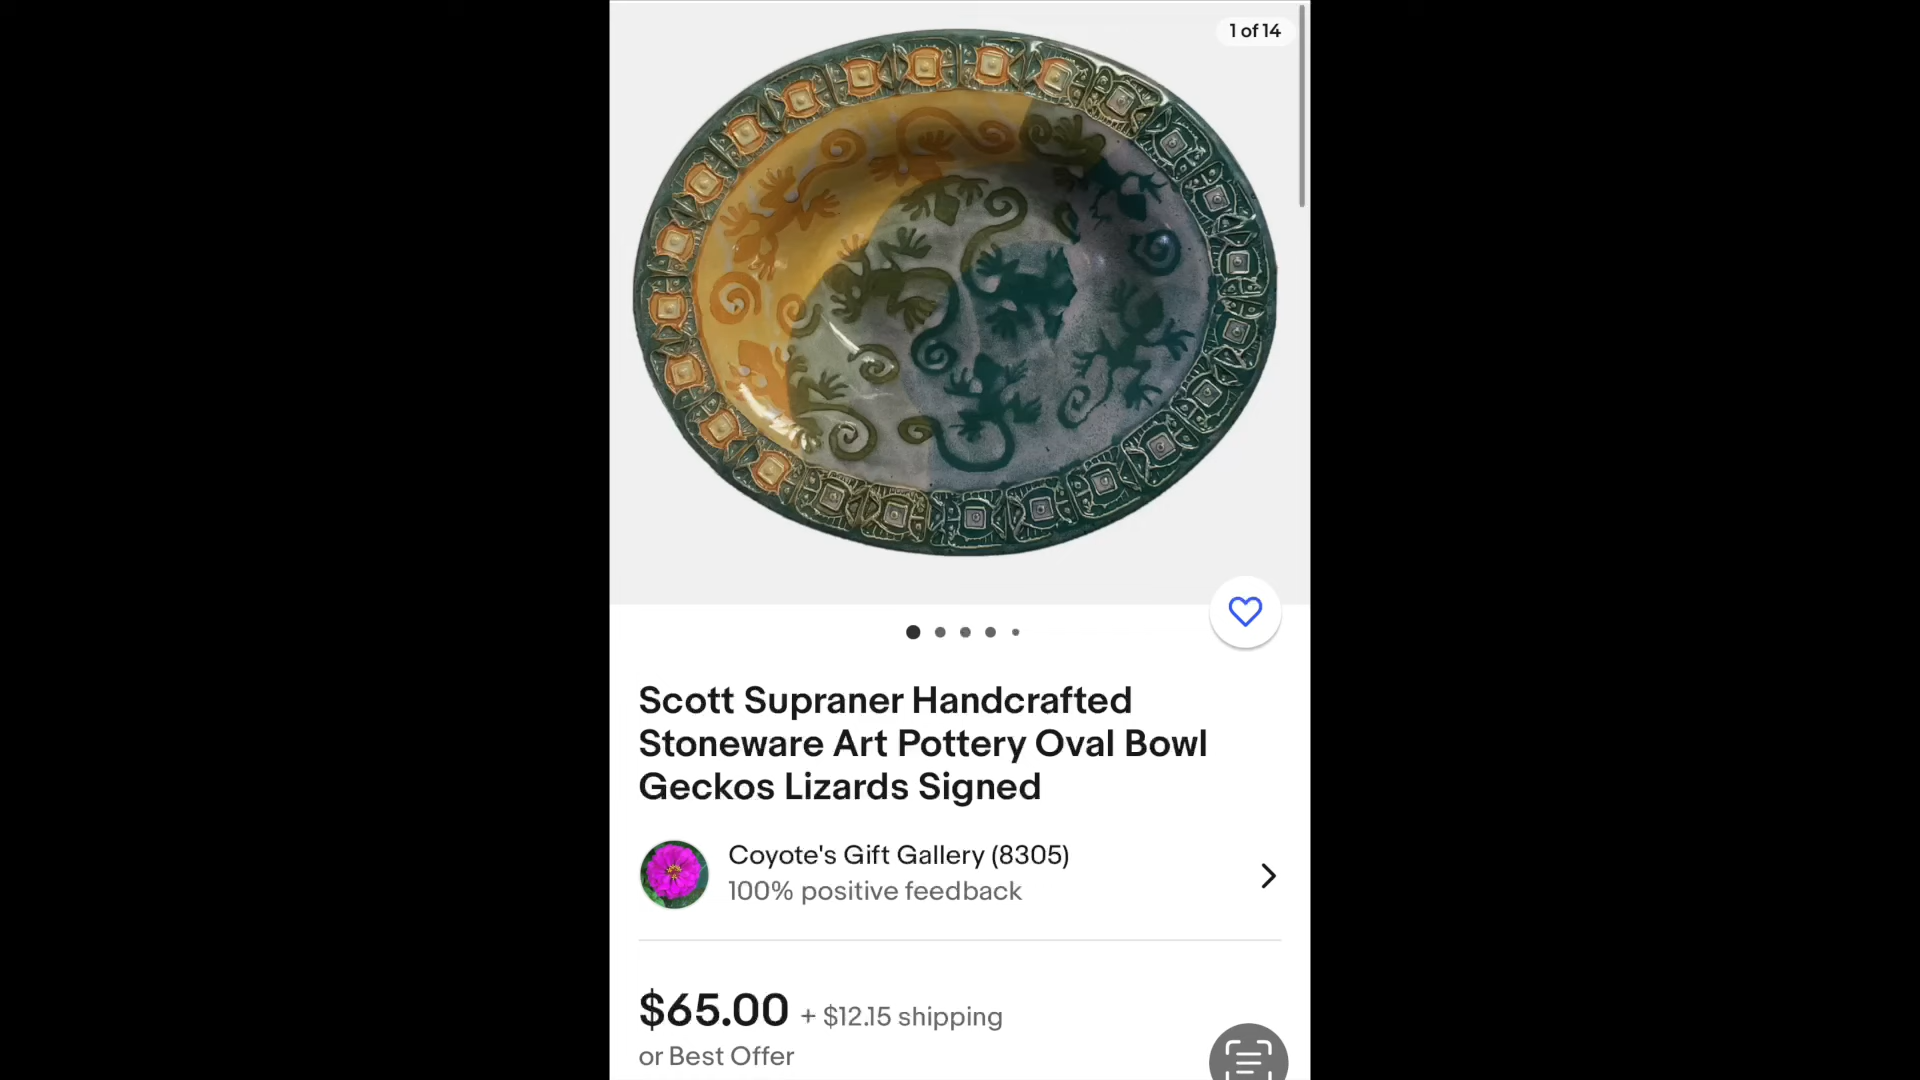 1 of 14
Scott Supraner Handcrafted
Stoneware Art Pottery Oval Bowl
Geckos Lizards Signed
Coyote's Gift Gallery (8305)
100% positive feedback
$65.00 + $12.15 shipping
or Best Offer